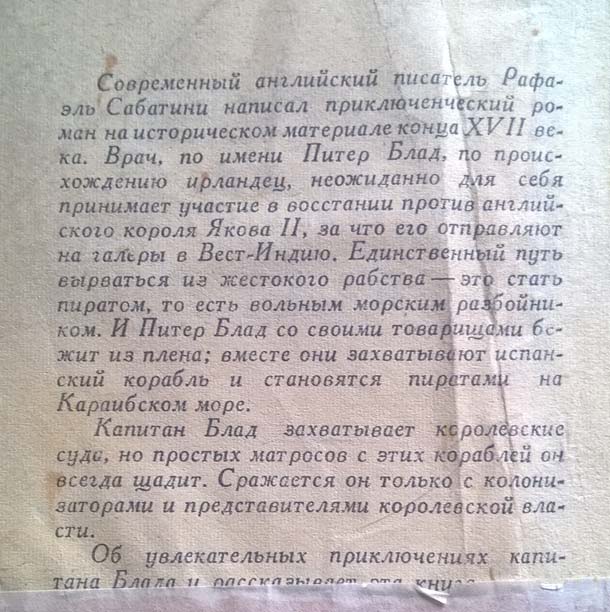 Современный английский писатель Рафа-
эль Сабатини написал приключенческий ро-
ман на историческом материале конца XVII ве-
ка. Врач, по имени Питер Блад, по проис-
хождению ирландец, неожиданно для себя
принимает участие в восстании против англий-
ского короля Якова II, за что его отправляют
на галеры в Вест-Индию. Единственный путь
вырваться из жестокого рабства — это стать
пиратом, то есть вольным морским разбойни-
ком. И Питер Блад со своими товарищами бе-
жит из плена; вместе они захватывают испан-
ский корабль и становятся пиратами на
Караибском море.
Капитан Блад захватывает королевские
суда, но простых матросов с этих кораблей он
всегда щадит. Сражается он только с колони-
заторами и представителями королевской вла-
сти.
Об увлекательных приключениях капи-
тана Блада и рассказывает эта книга